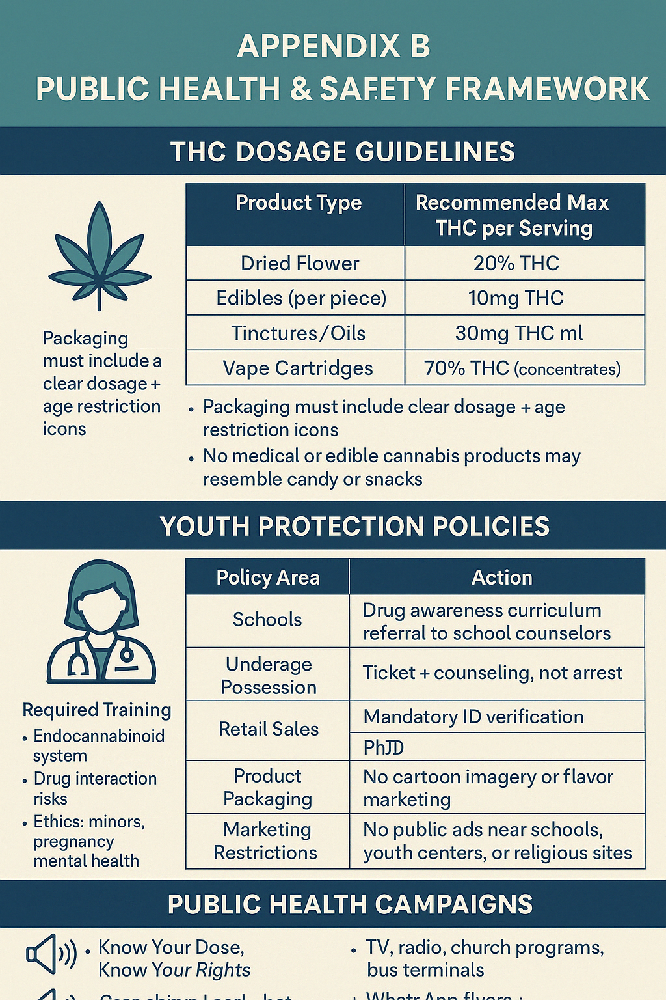 APPENDIX B
PUBLIC HEALTH & SAFETY FRAMEWORK
THC DOSAGE GUIDELINES
Packaging
must include a
clear dosage +
age restriction
icons
Product Type
Recommended Max
THC per Serving
Dried Flower
20% THC
Edibles (per piece)
10mg THC
Tinctures/Oils
30mg THC ml
Vape Cartridges
70% THC (concentrates)
• Packaging must include clear dosage + age
restriction icons
• No medical or edible cannabis products may
resemble candy or snacks
YOUTH PROTECTION POLICIES
Required Training
• Endocannabinoid
system
• Drug interaction
risks
• Ethics: minors,
pregnancy
mental health
Policy Area
Action
Schools
Drug awareness curriculum
referral to school counselors
Underage
Possession
Ticket + counseling, not arrest
Retail Sales
Mandatory ID verification
Product
Packaging
No cartoon imagery or flavor
marketing
Marketing
Restrictions
No public ads near schools,
youth centers, or religious sites
PUBLIC HEALTH CAMPAIGNS
• Know Your Dose,
Know Your Rights
• TV, radio, church programs,
bus terminals